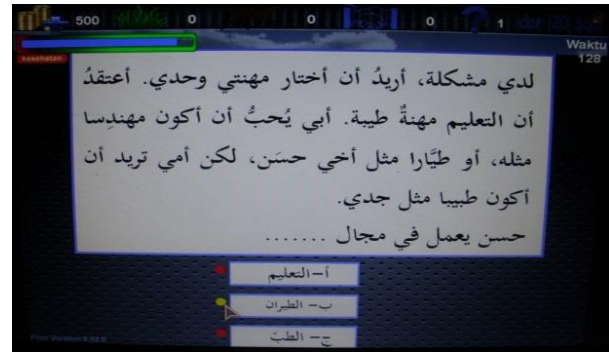 500
0
0
0
1
Waktu
128
kesehatan
لدي مشكلة، أريدُ أن أختار مهنتي وحدي. أعتقدُ
أن التعليم مهنةٌ طيبة. أبي يُحبُّ أن أكون مهندِسا
مثله، أو طيَّارا مثل أخي حسَن، لكن أمي تريد أن
أكون طبيبا مثل جدي.
حسن يعمل في مجال .......
أ– التعليم
ب– الطيران
ج– الطبّ